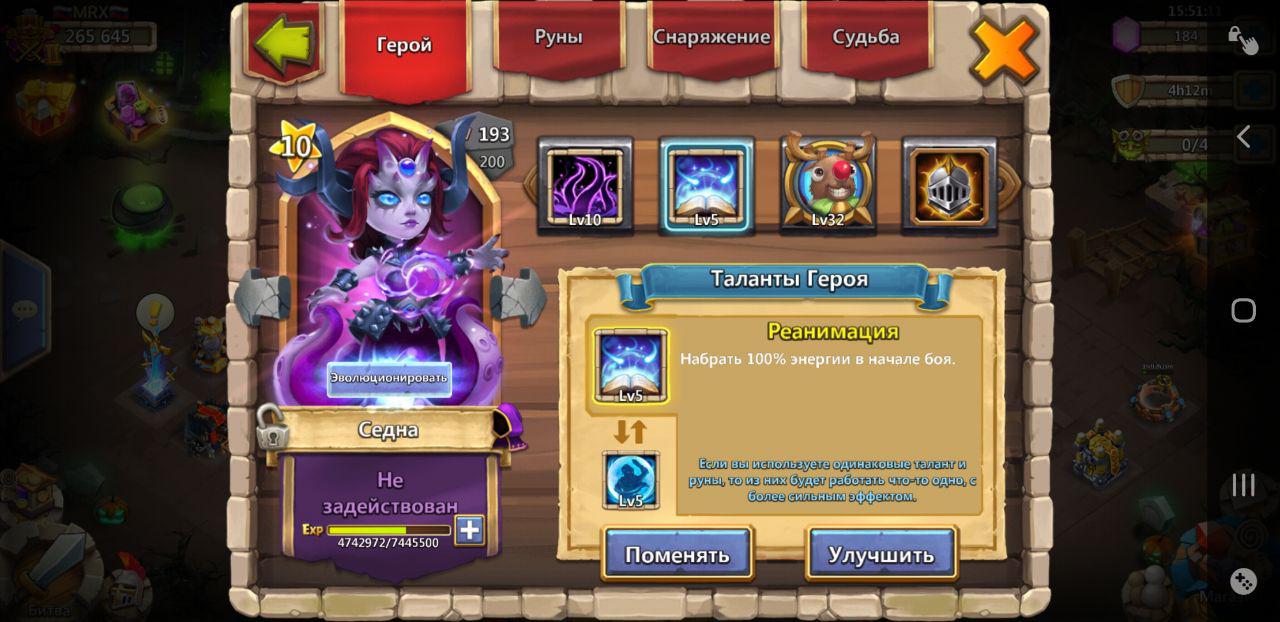 MRX
265 645
Герой
Руны
Снаряжение
Судьба
15:51:11
184
4h12m
0/4
10
/ 193
200
Lv10
Lv5
Lv32
Таланты Героя
Реанимация
Набрать 100% энергии в начале боя.
Lv5
Эволюционировать
Седна
Не
задействован
Exp
4742972/7445500
Если вы используете одинаковые талант и
руны, то из них будет работать что-то одно, с
более сильным эффектом.
Lv5
Поменять
Улучшить
Битва